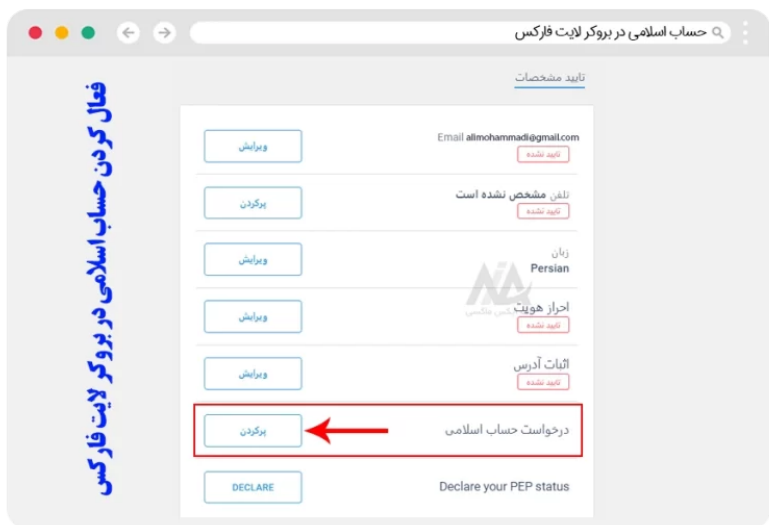 حساب اسلامی در بروکر لایت فارکس
فعال کردن حساب اسلامی در بروکر لایت فارکس
تایید مشخصات
Email alimohammadi@gmail.com
تایید نشده
ویرایش
تلفن مشخص نشده است
تایید نشده
پرکردن
زبان
Persian
ویرایش
احراز هویت
تایید نشده
ویرایش
اثبات آدرس
تایید نشده
ویرایش
درخواست حساب اسلامی
پرکردن
Declare your PEP status
DECLARE